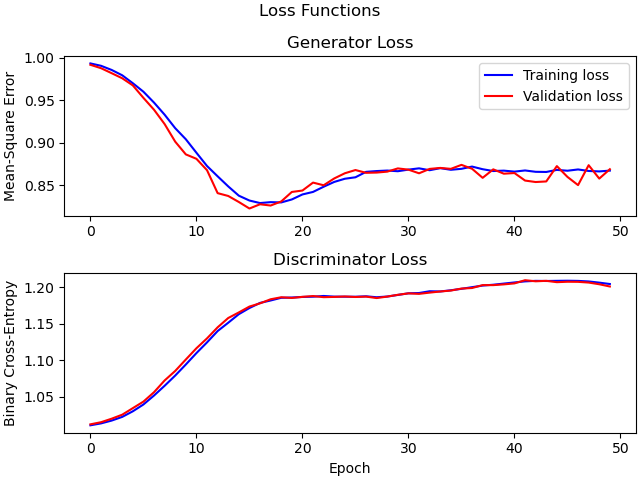 Loss Functions
Generator Loss
Mean-Square Error
1.00
0.95
0.90
0.85
Training loss
Validation loss
0 10 20 30 40 50
Discriminator Loss
Binary Cross-Entropy
1.20
1.15
1.10
1.05
0 10 20 30 40 50
Epoch